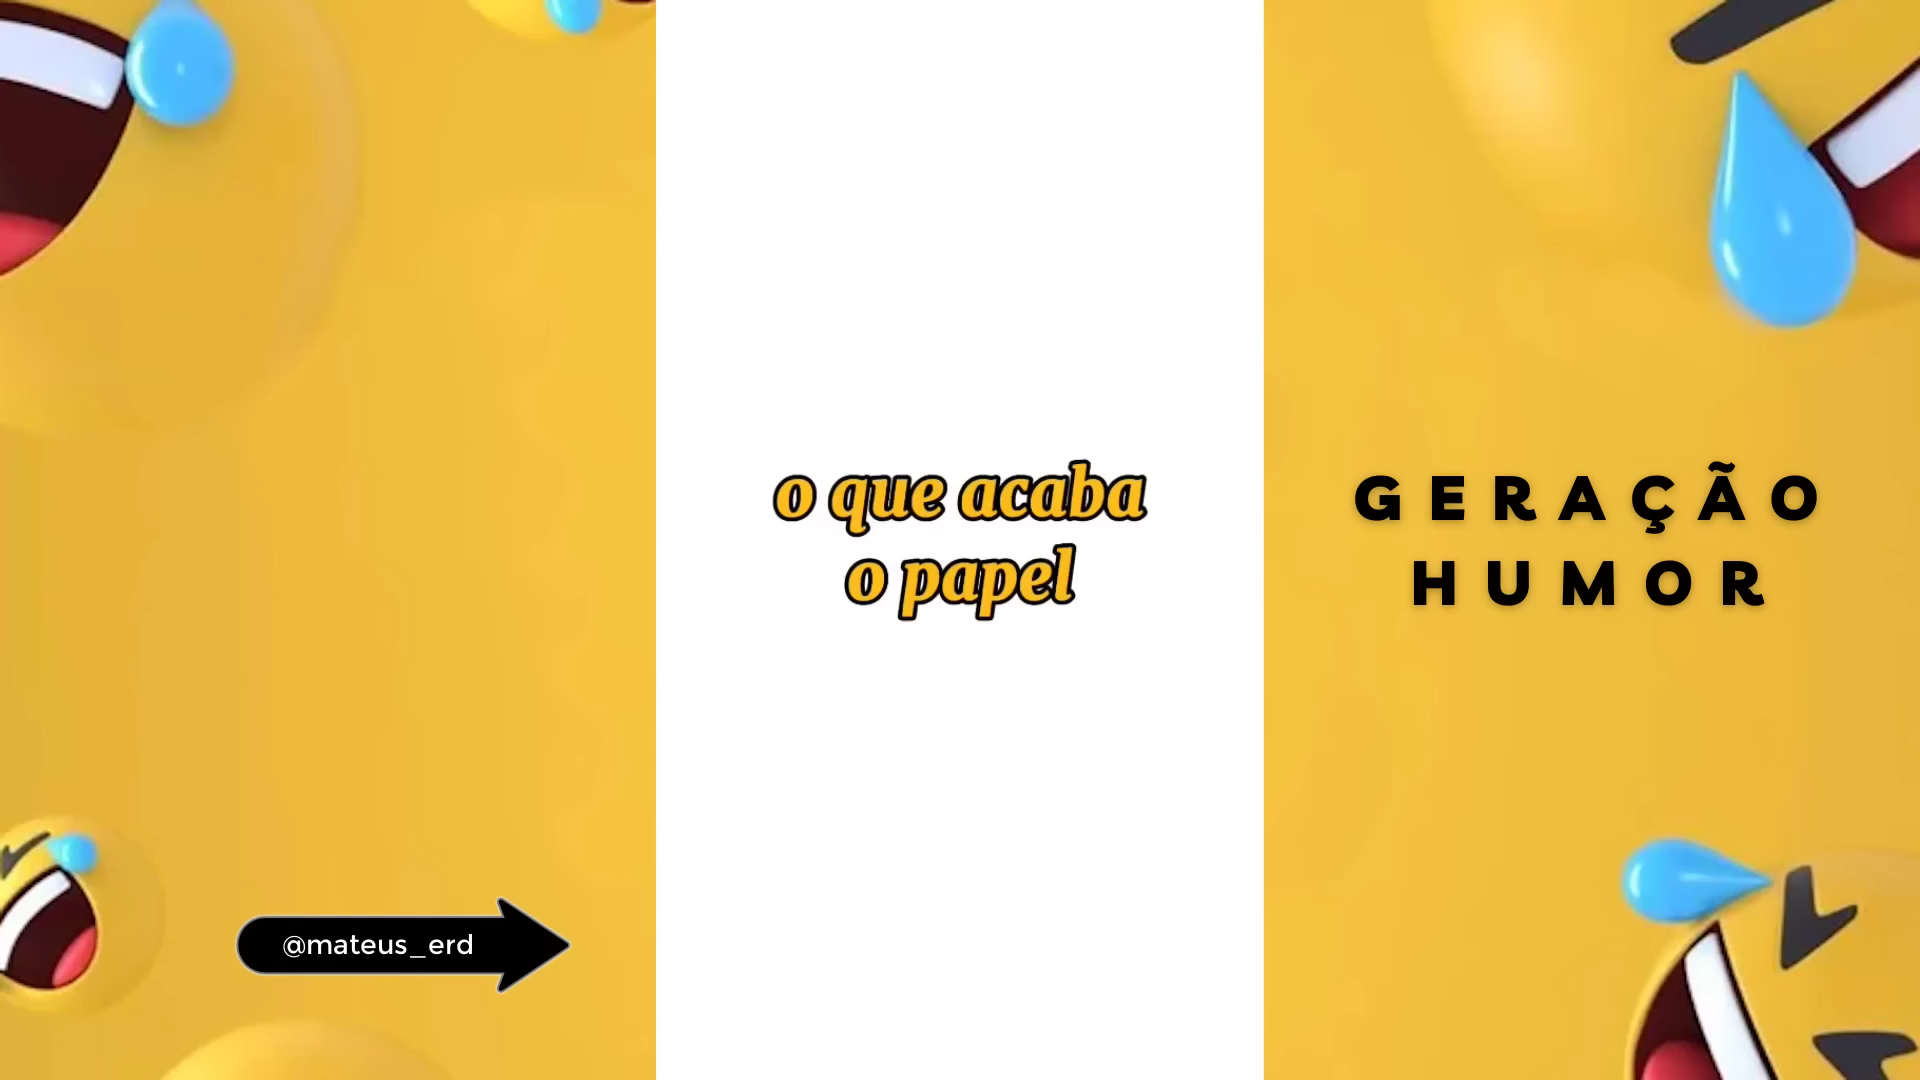 o que acaba
o papel
GERAÇÃO
HUMOR
@mateus_erd